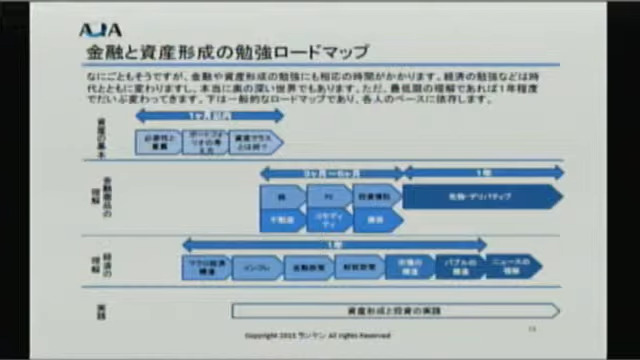 金融と資産形成の勉強ロードマップ
なにごともそうですが、金融や資産形成の勉強にも相応の時間がかかります。経済の勉強などは時
代とともに変わりますし、本当に奥の深い世界でもあります。ただ、最低限の理解であれば1年程度
でだいぶ変わってきます。下は一般的なロードマップであり、各人のペースに依存します。
資産の基本
1ヶ月以内
必要性と
意義
ポートフォ
リオの考
え方
資産クラス
とは何?
金融商品の
理解
3ヶ月〜6ヶ月
1年
株
投資信託
先物・デリバティブ
不動産
コモディ
ティ
経済の
理解
1年
マクロ経済
構造
インフレ
金融政策
財政政策
市場の
構造
バブルの
構造
ニュースの
理解
実践
資産形成と投資の実践
All rights Reserved